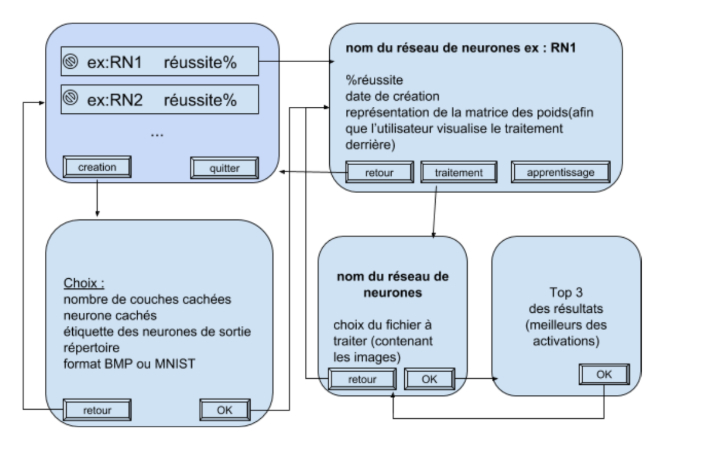 ex:RN1 réussite%
ex:RN2 réussite%
...
creation
quitter
nom du réseau de neurones ex : RN1
%réussite
date de création
représentation de la matrice des poids(afin
que l'utilisateur visualise le traitement
derrière)
retour
traitement
apprentissage
Choix :
nombre de couches cachées
neurone cachés
étiquette des neurones de sortie
répertoire
format BMP ou MNIST
retour
OK
nom du réseau de
neurones
choix du fichier à
traiter (contenant
les images)
retour
OK
Top 3
des résultats
(meilleurs des
activations)
OK